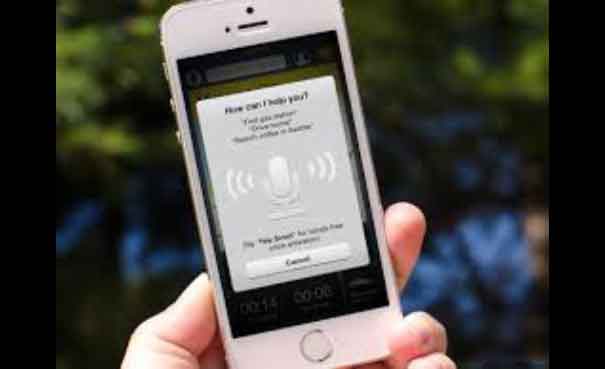 How can I help you?
"Find gas station"
"Drive home"
"Search coffee in Seattle"
Say "Hey Scout" for hands-free
voice activation!
Cancel
00:14
00:06